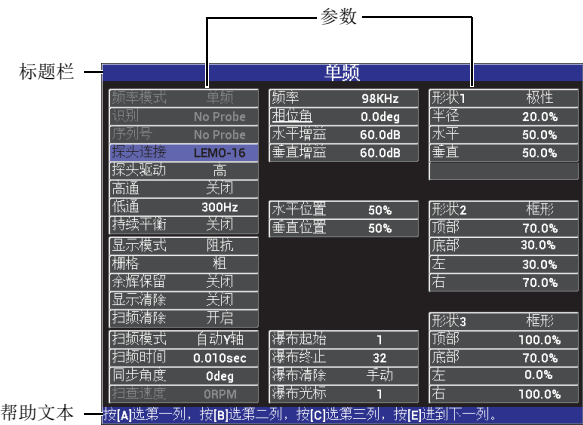 参数
标题栏
单频
频率模式 单频
识别 No Probe
序列号 No Probe
探头连接 LEMO-16
探头驱动 高
高通 关闭
低通 300Hz
持续平衡 关闭
显示模式 阻抗
栅格 粗
余辉保留 关闭
显示清除 关闭
扫频清除 开启
扫频模式 自动Y轴
扫频时间 0.010sec
同步角度 0deg
扫查速度 0RPM
频率 98KHz
相位角 0.0deg
水平增益 60.0dB
垂直增益 60.0dB
水平位置 50%
垂直位置 50%
瀑布起始 1
瀑布终止 32
瀑布清除 手动
瀑布光标 1
形状1 极性
半径 20.0%
水平 50.0%
垂直 50.0%
形状2 框形
顶部 70.0%
底部 30.0%
左 30.0%
右 70.0%
形状3 框形
顶部 100.0%
底部 70.0%
左 0.0%
右 100.0%
帮助文本
按[A]选第一列，按[B]选第二列，按[C]选第三列，按[E]进到下一列。